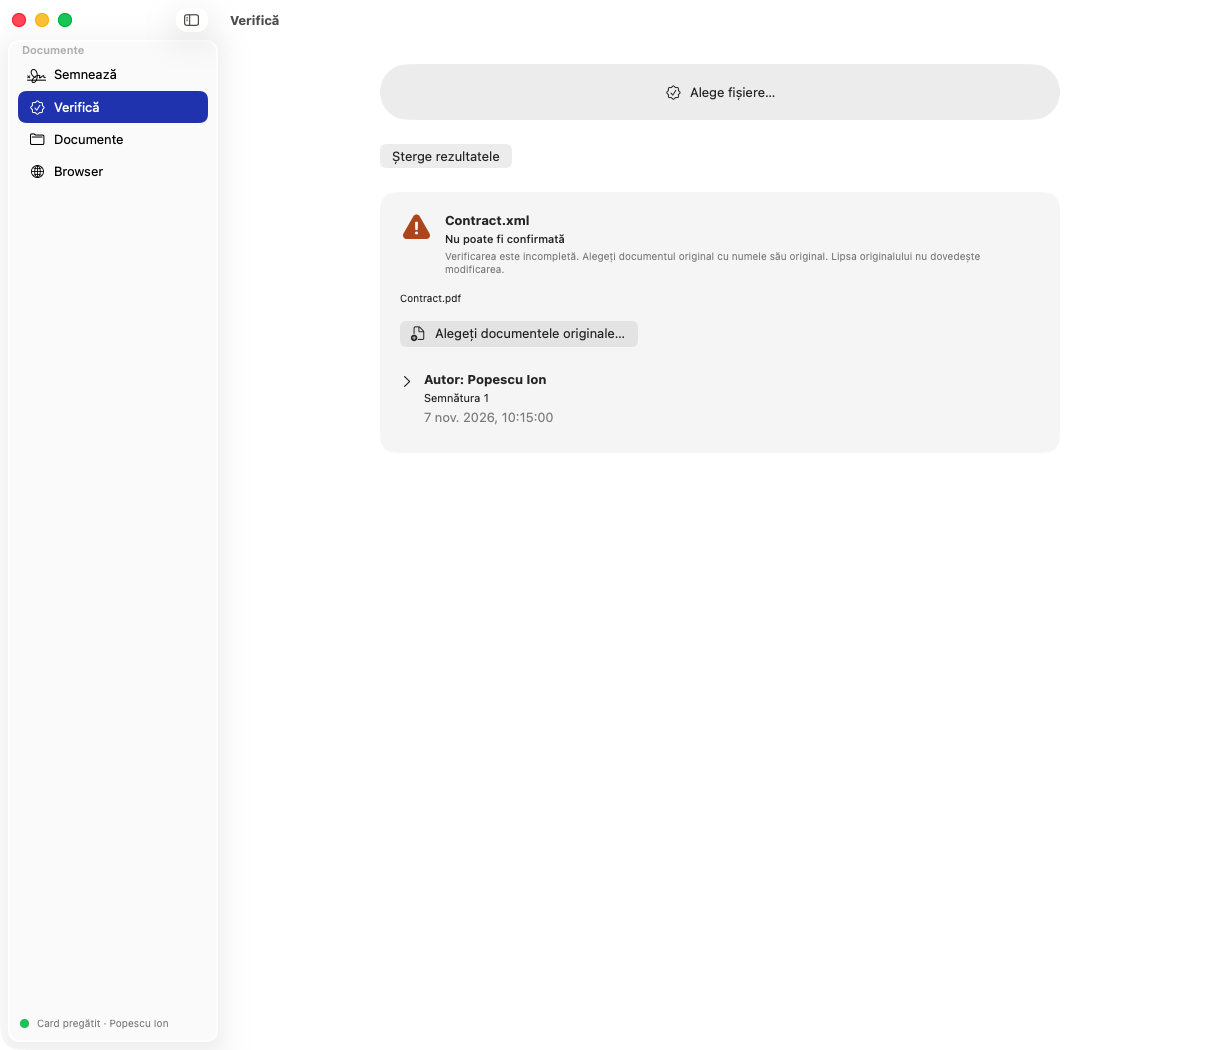 Verifică
Documente
Semnează
Verifică
Documente
Browser
Alege fișiere...
Șterge rezultatele
Contract.xml
Nu poate fi confirmată
Verificarea este incompletă. Alegeți documentul original cu numele său original. Lipsa originalului nu dovedește
modificarea.
Contract.pdf
Alegeți documentele originale...
Autor: Popescu Ion
Semnătura 1
7 nov. 2026, 10:15:00
Card pregătit · Popescu Ion